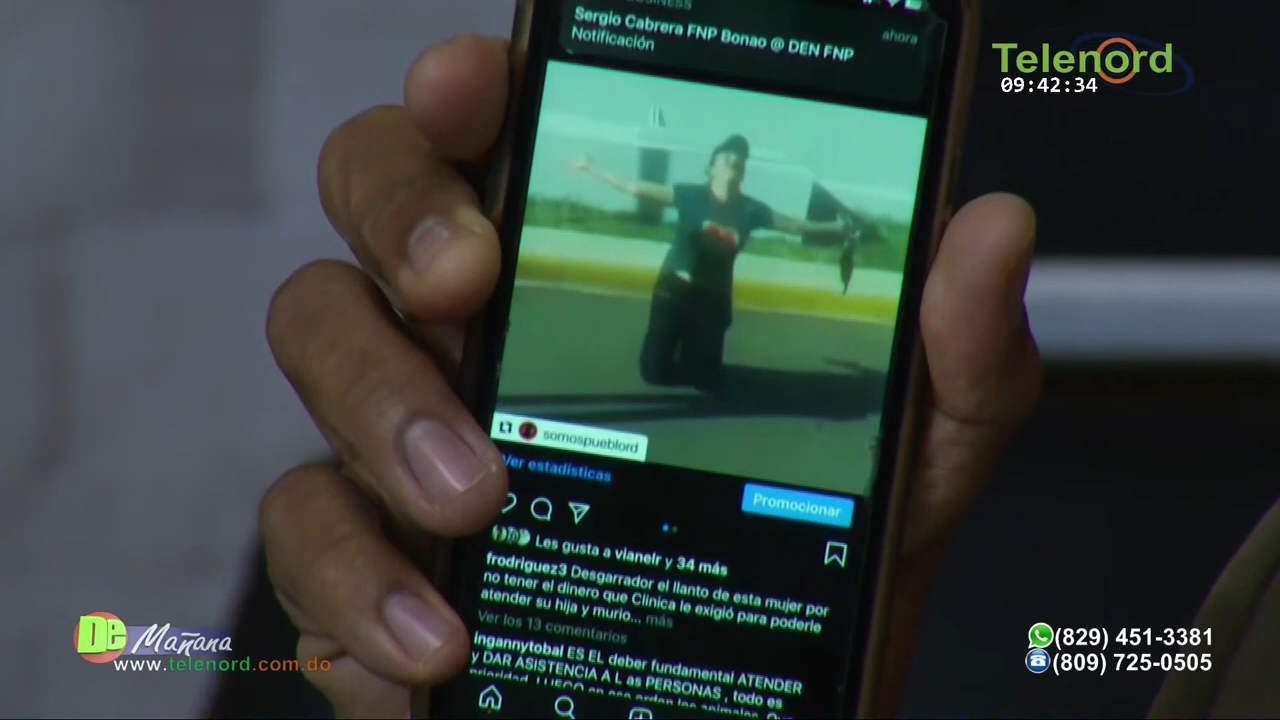 BUSINESS
Sergio Cabrera FNP Bonao @ DEN FNP
ahora
Notificación
Telenord
09:42:34
somospueblord
Ver estadísticas
Promocionar
Les gusta a vianelr y 34 más
frodriguez3 Desgarrador el llanto de esta mujer por
no tener el dinero que Clinica le exigió para poderle
atender su hija y murio... más
Ver los 13 comentarios
ingannytobal ES EL deber fundamental ATENDER
y DAR ASISTENCIA A L as PERSONAS , todo es
De Mañana
www.telenord.com.do
(829) 451-3381
(809) 725-0505